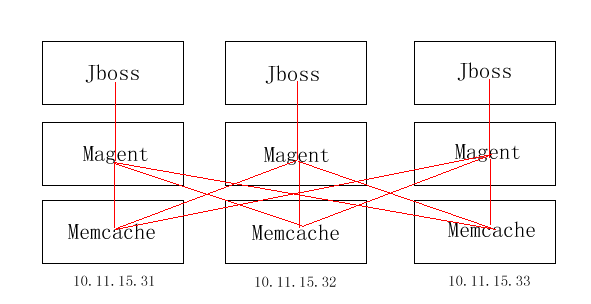 Jboss Jboss Jboss
Magent Magent Magent
Memcache Memcache Memcache
10.11.15.31 10.11.15.32 10.11.15.33